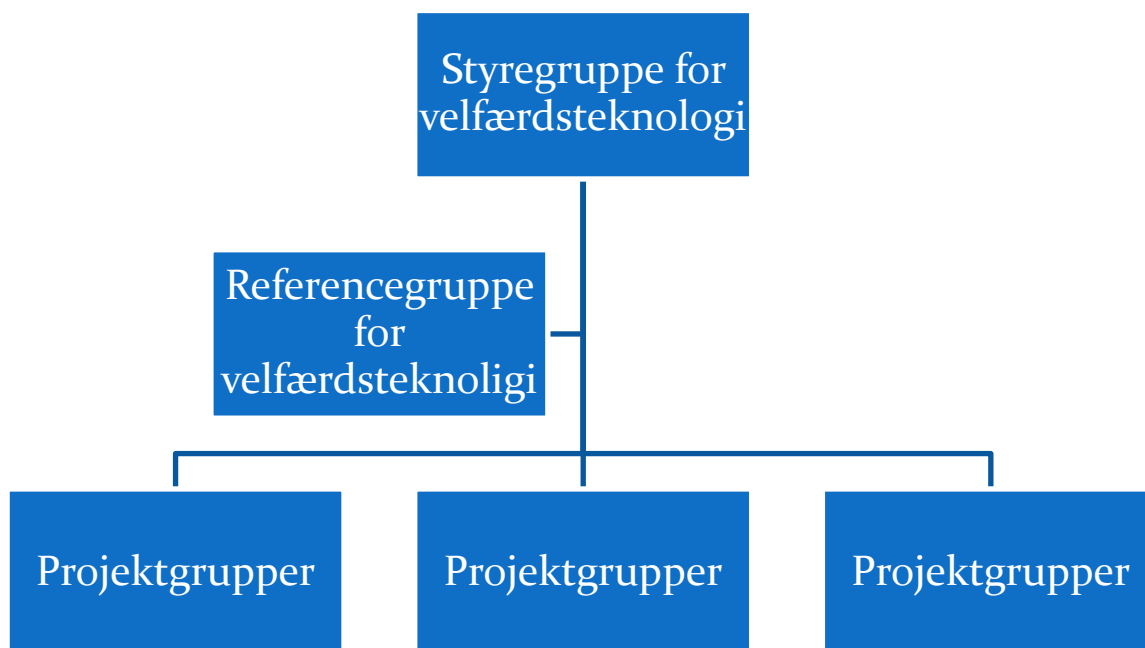 Styregruppe for
velfærdsteknologi
Referencegruppe
for
velfærdsteknoligi
Projektgrupper
Projektgrupper
Projektgrupper